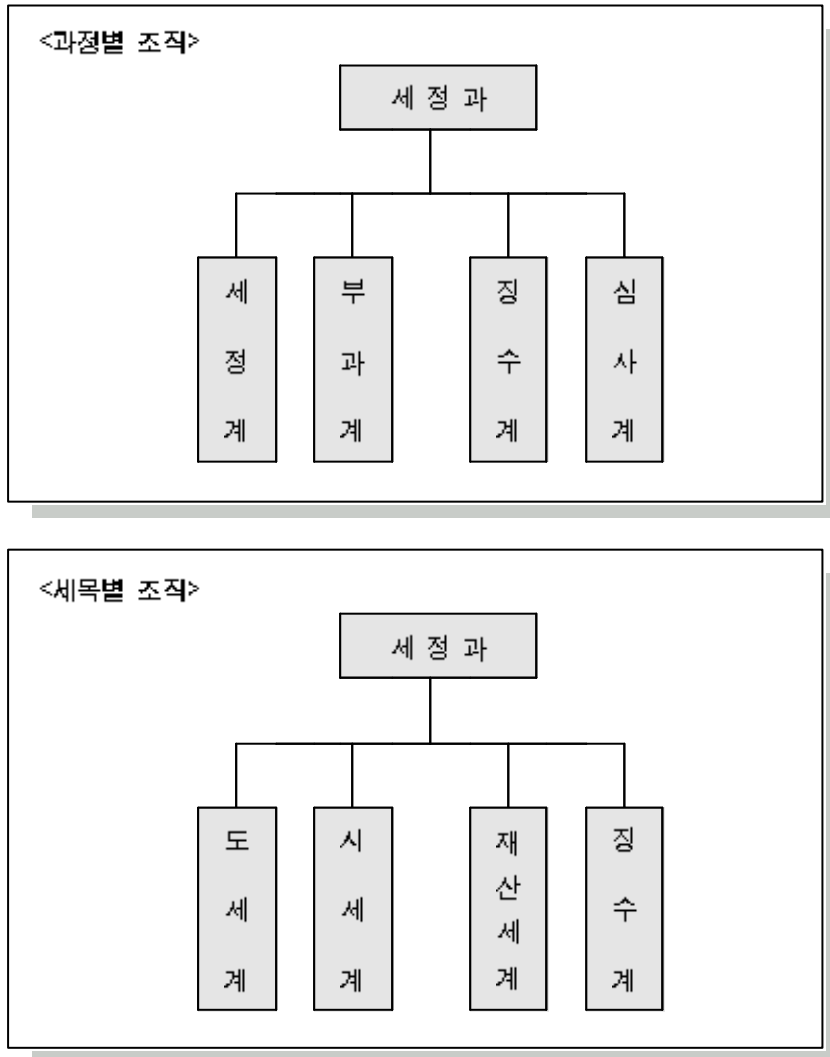 <과정별 조직>
세 정 과
세정계
부과계
징수계
심사계
<세목별 조직>
세 정 과
도세계
시세계
재산세계
징수계